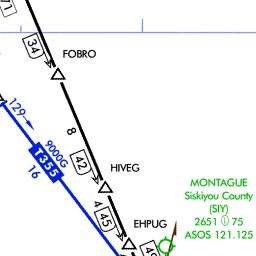 71
34
FOBRO
129
8
9000G
T355
16
42
HIVEG
4
45
EHPUG
MONTAGUE
Siskiyou County
(SIY)
2651 Ⓛ 75
ASOS 121.125